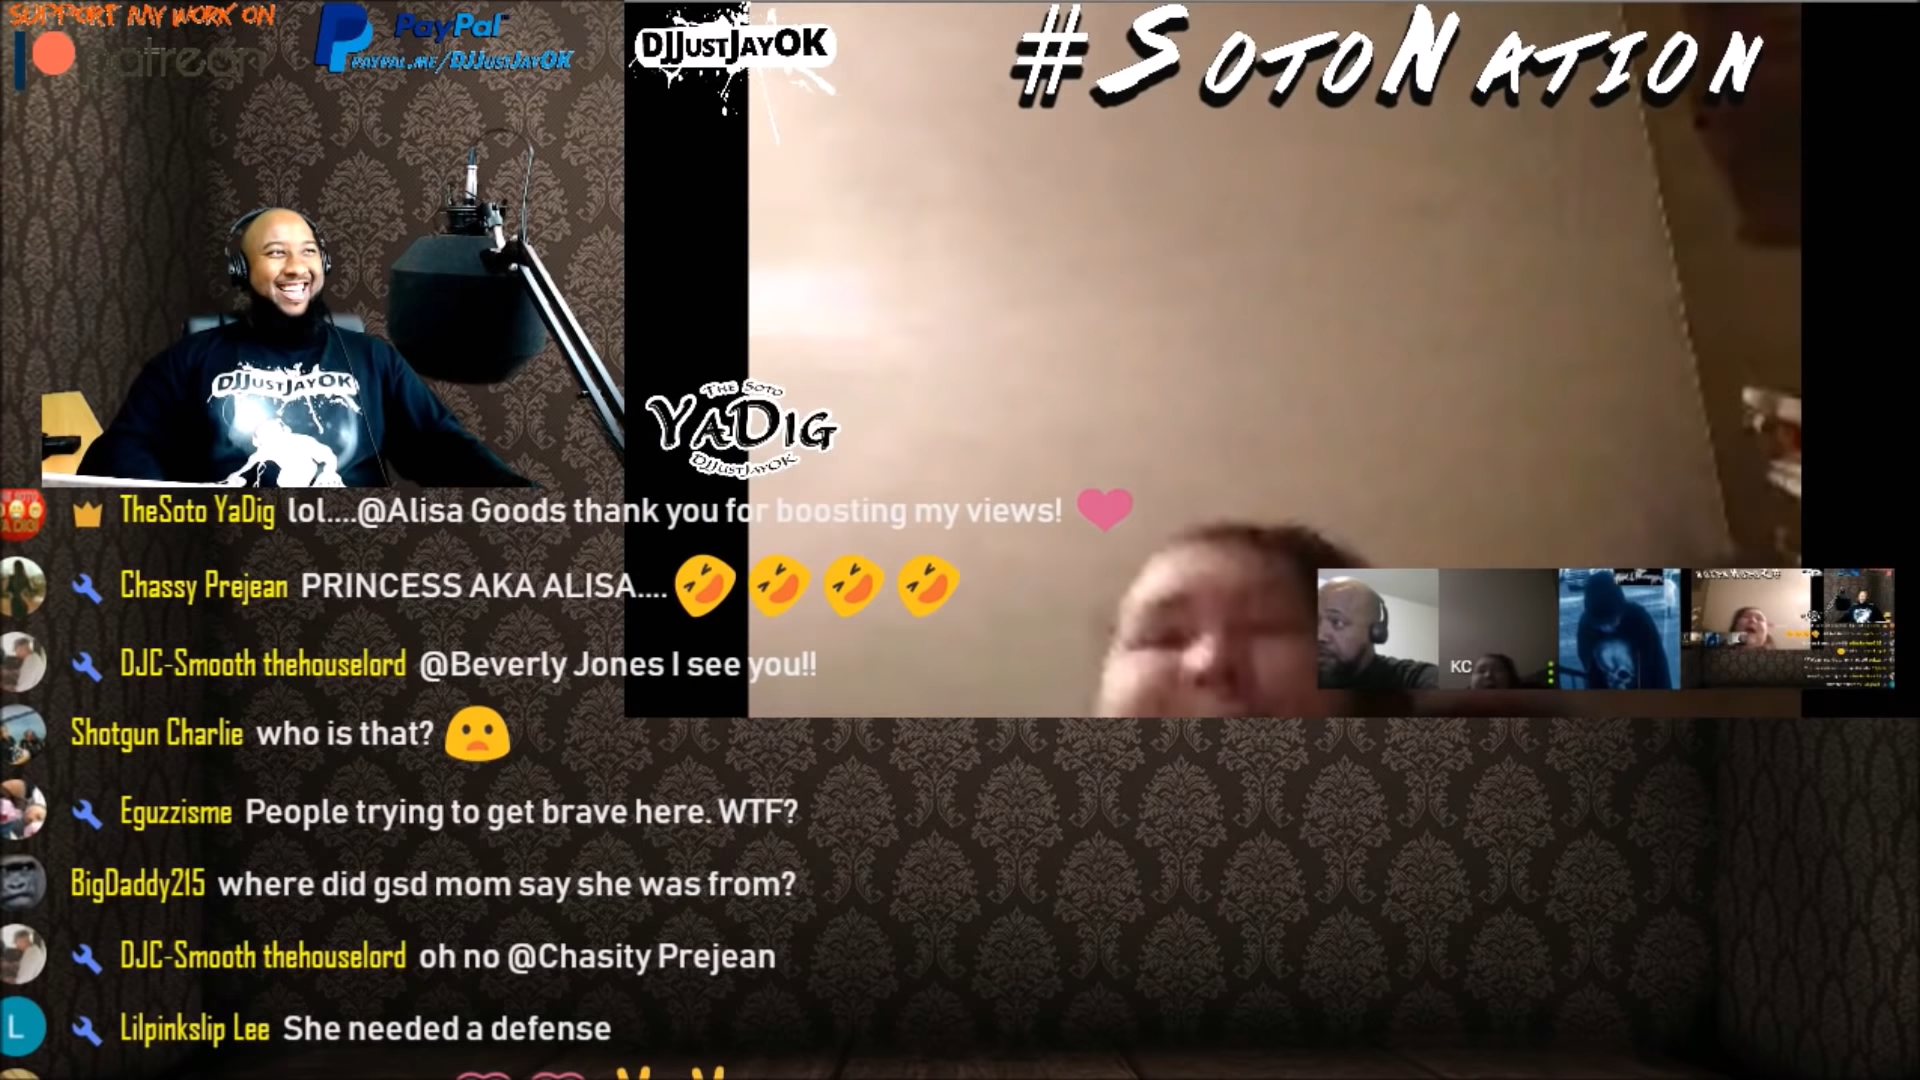 SUPPORT MY WORK ON
patreon
PayPal
PAYPAL.ME/DJJUSTJAYOK
DJJUSTJAYOK
#SOTONATION
DJJUSTJAYOK
THE SOTO
YADIG
DJJUSTJAYOK
TheSoto YaDig lol....@Alisa Goods thank you for boosting my views!
Chassy Prejean PRINCESS AKA ALISA....
DJC-Smooth thehouselord @Beverly Jones I see you!!
KC
Shotgun Charlie who is that?
Eguzzisme People trying to get brave here. WTF?
BigDaddy215 where did gsd mom say she was from?
DJC-Smooth thehouselord oh no @Chasity Prejean
L
Lilpinkslip Lee She needed a defense